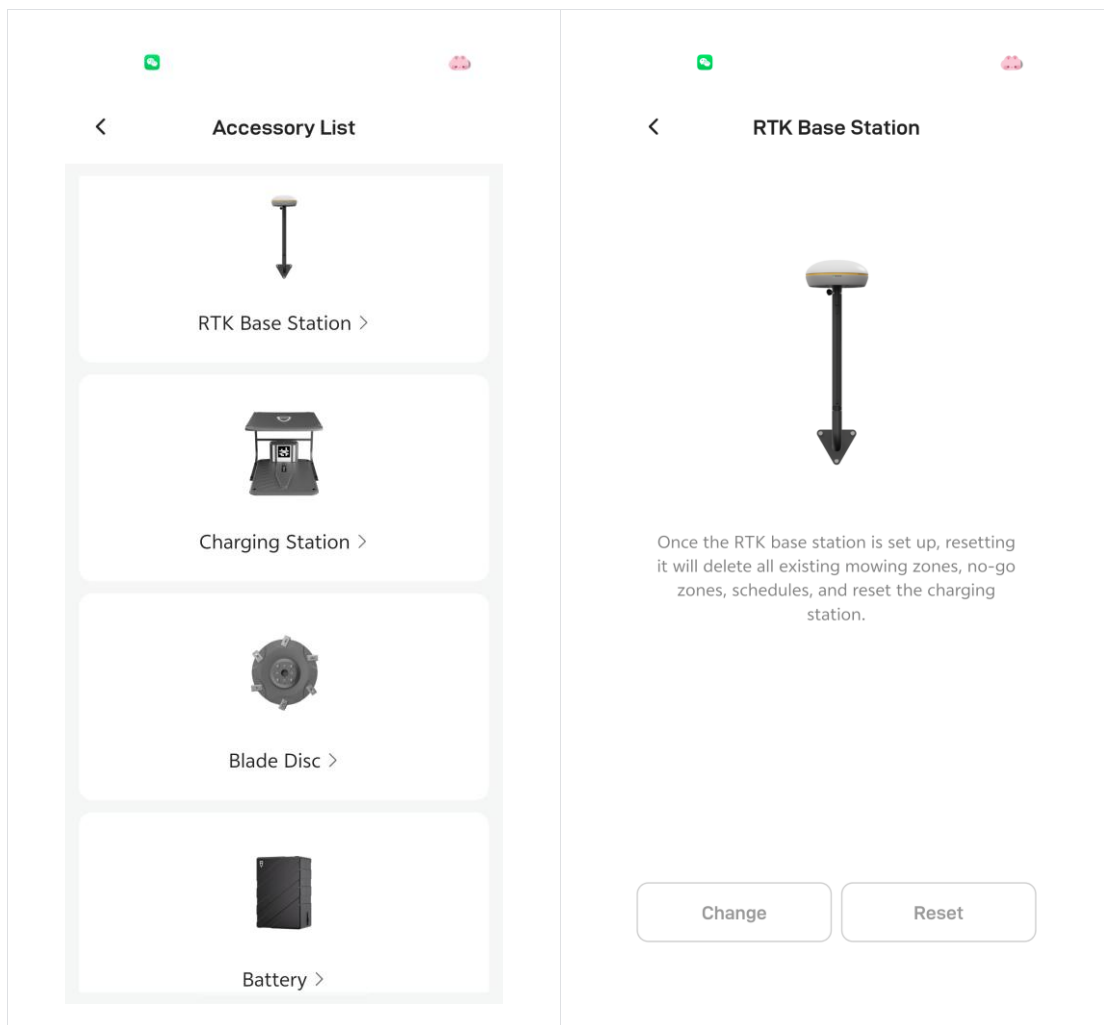 Accessory List
RTK Base Station
Charging Station
Blade Disc
Battery
RTK Base Station
Once the RTK base station is set up, resetting
it will delete all existing mowing zones, no-go
zones, schedules, and reset the charging
station.
Change
Reset